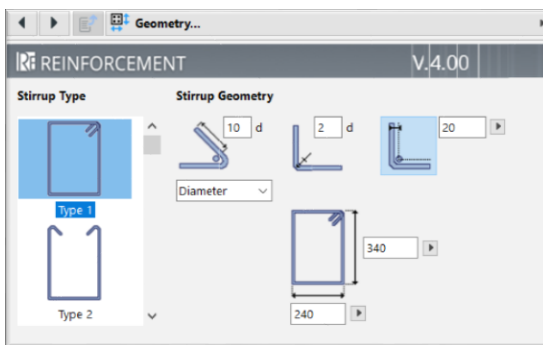 Geometry...
REINFORCEMENT V.4.00
Stirrup Type Stirrup Geometry
10 d 2 d 20
Diameter
Type 1
340
Type 2 240